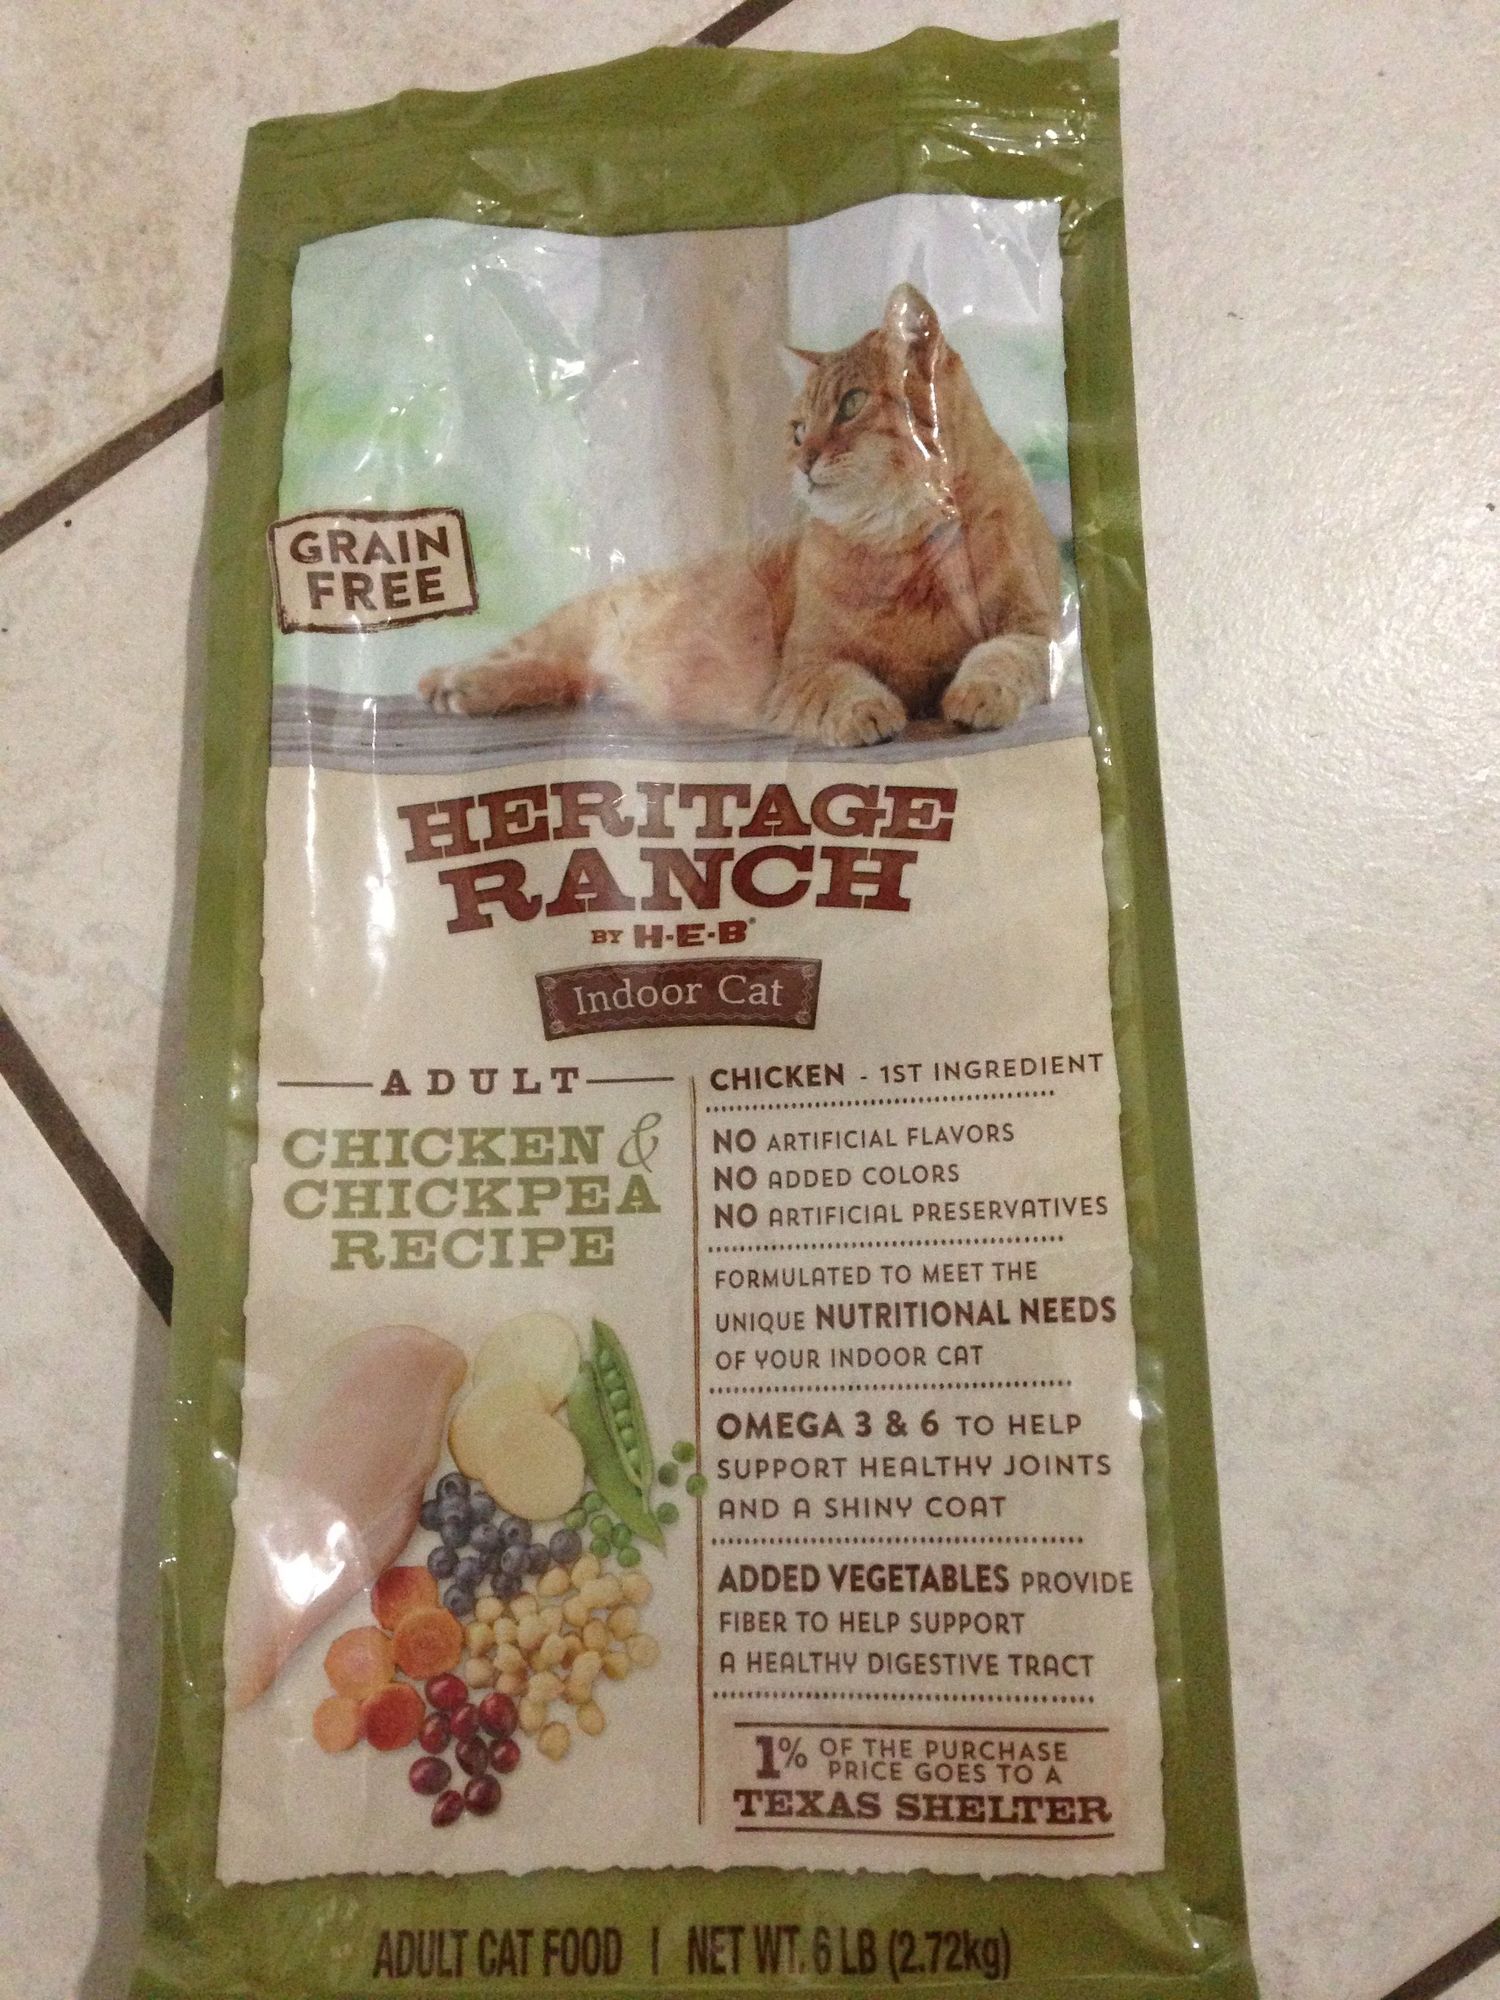 GRAIN
FREE
HERITAGE
RANCH
BY H-E-B®
Indoor Cat
ADULT
CHICKEN &
CHICKPEA
RECIPE
CHICKEN - 1ST INGREDIENT
NO ARTIFICIAL FLAVORS
NO ADDED COLORS
NO ARTIFICIAL PRESERVATIVES
FORMULATED TO MEET THE
UNIQUE NUTRITIONAL NEEDS
OF YOUR INDOOR CAT
OMEGA 3 & 6 TO HELP
SUPPORT HEALTHY JOINTS
AND A SHINY COAT
ADDED VEGETABLES PROVIDE
FIBER TO HELP SUPPORT
A HEALTHY DIGESTIVE TRACT
1% OF THE PURCHASE
PRICE GOES TO A
TEXAS SHELTER
ADULT CAT FOOD | NET WT. 6 LB (2.72kg)